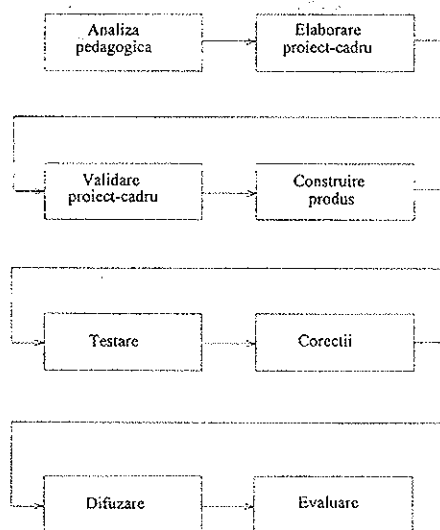 Analiza
pedagogica
Elaborare
proiect-cadru
Validare
proiect-cadru
Construire
produs
Testare
Corectii
Difuzare
Evaluare